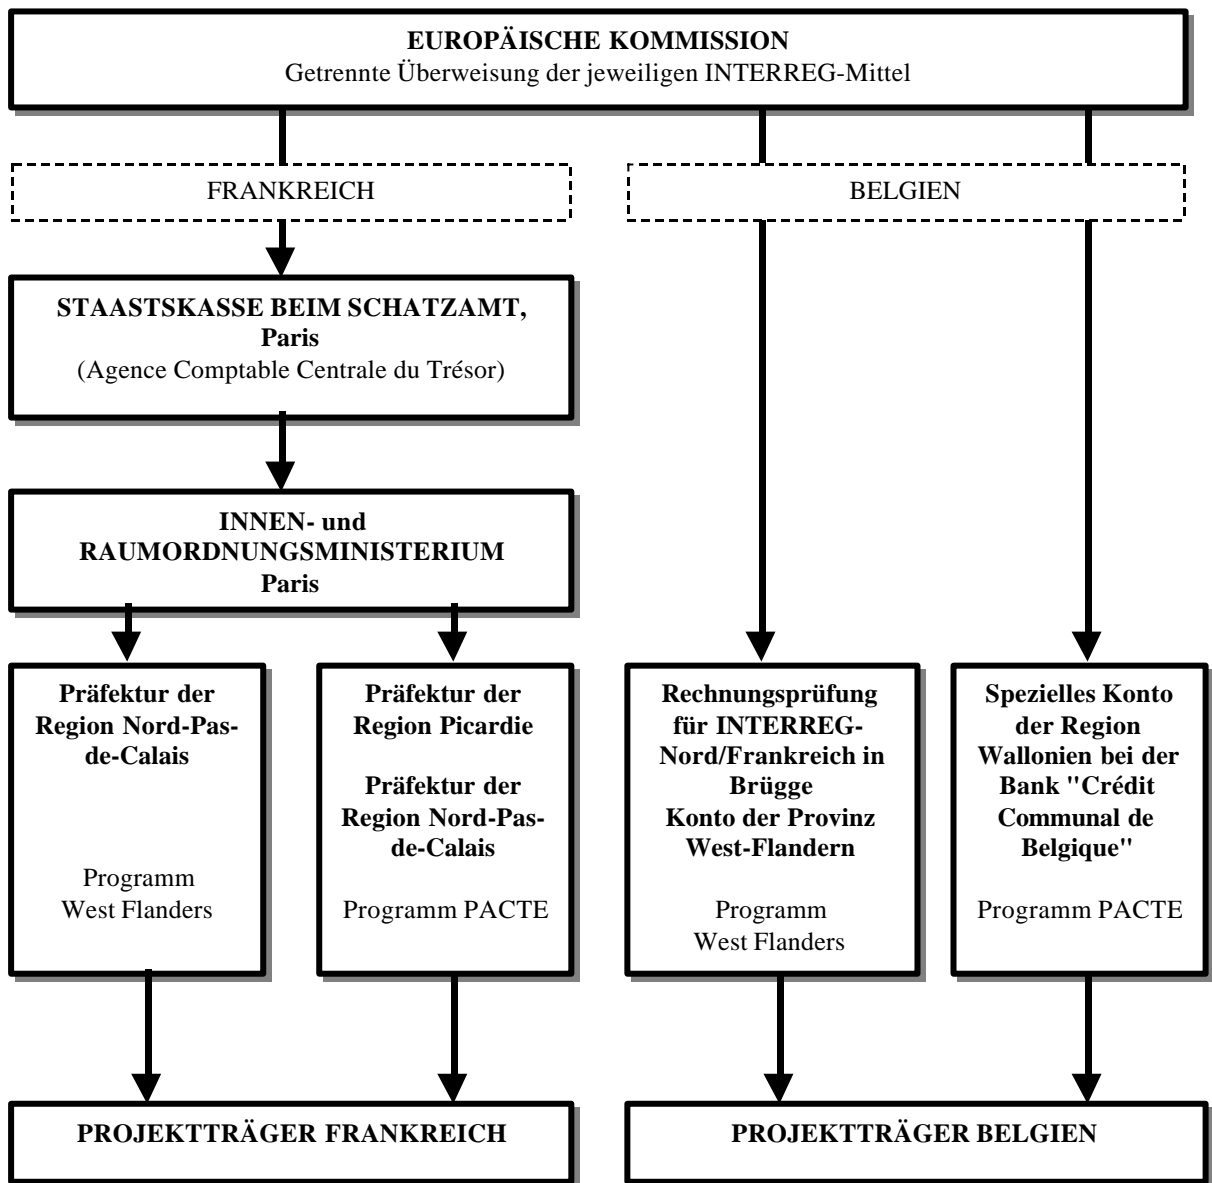 EUROPÄISCHE KOMMISSION
Getrennte Überweisung der jeweiligen INTERREG-Mittel
FRANKREICH
BELGIEN
STAASTSKASSE BEIM SCHATZAMT,
Paris
(Agence Comptable Centrale du Trésor)
INNEN- und
RAUMORDNUNGSMINISTERIUM
Paris
Präfektur der
Region Nord-Pas-
de-Calais
Programm
West Flanders
Präfektur der
Region Picardie
Präfektur der
Region Nord-Pas-
de-Calais
Programm PACTE
Rechnungsprüfung
für INTERREG-
Nord/Frankreich in
Brügge
Konto der Provinz
West-Flandern
Programm
West Flanders
Spezielles Konto
der Region
Wallonien bei der
Bank "Crédit
Communal de
Belgique"
Programm PACTE
PROJEKTTRÄGER FRANKREICH
PROJEKTTRÄGER BELGIEN